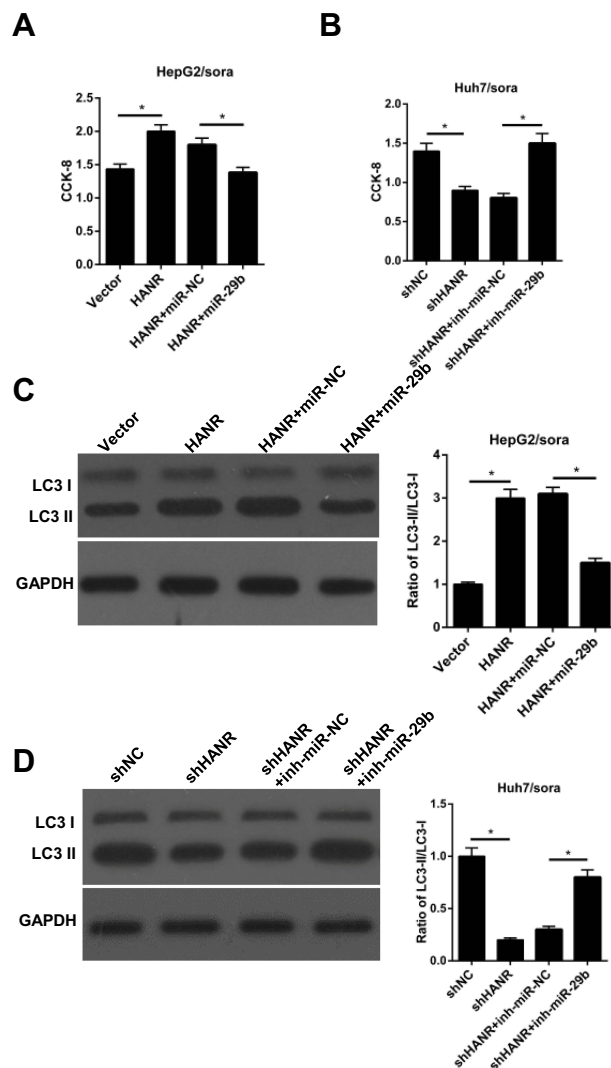 A
B
HepG2/sora
CCK-8
2.5
2.0
1.5
1.0
0.5
0.0
*
*
Vector
HANR
HANR+miR-NC
HANR+miR-29b
Huh7/sora
CCK-8
2.0
1.5
1.0
0.5
0.0
*
*
shNC
shHANR
shHANR+inh-miR-NC
shHANR+inh-miR-29b
C
Vector
HANR
HANR+miR-NC
HANR+miR-29b
LC3 I
LC3 II
GAPDH
HepG2/sora
Ratio of LC3-II/LC3-I
4
3
2
1
0
*
*
Vector
HANR
HANR+miR-NC
HANR+miR-29b
D
shNC
shHANR
shHANR
+inh-miR-NC
shHANR
+inh-miR-29b
LC3 I
LC3 II
GAPDH
Huh7/sora
Ratio of LC3-II/LC3-I
1.5
1.0
0.5
0.0
*
*
shNC
shHANR
shHANR+inh-miR-NC
shHANR+inh-miR-29b